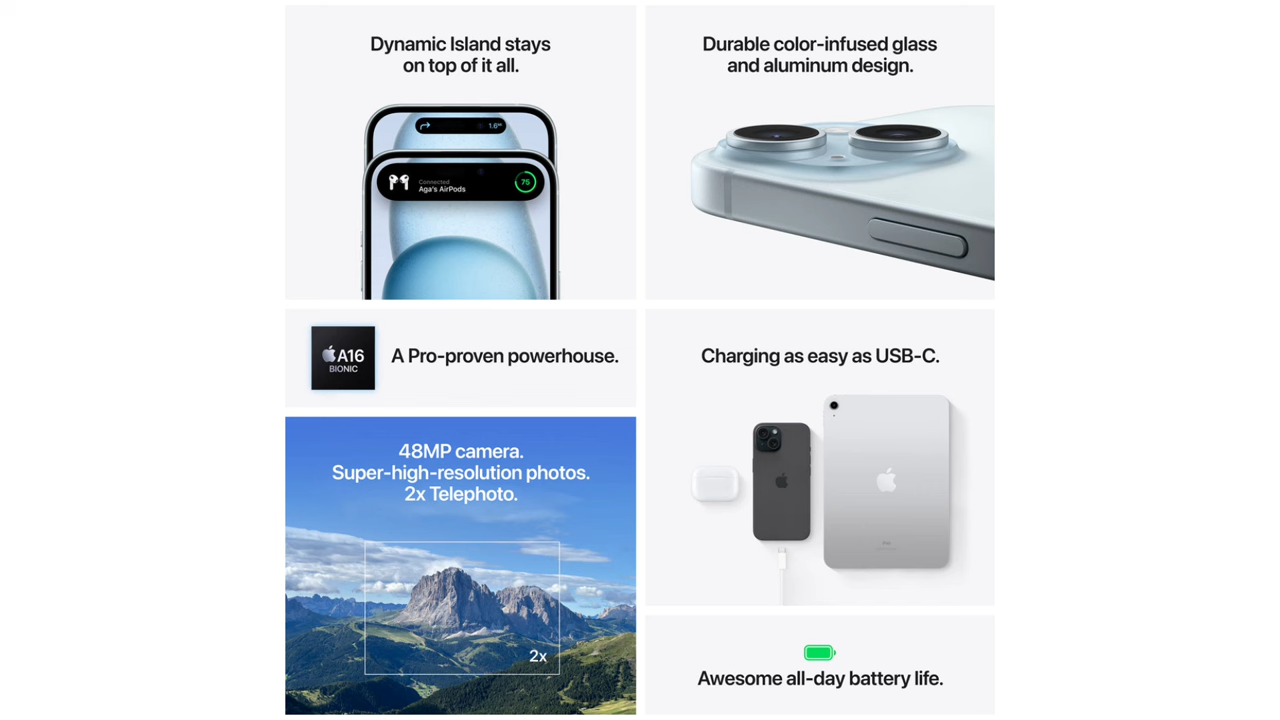 Dynamic Island stays
on top of it all.
1.6ᴹ
Connected
Aga's AirPods
75
Durable color-infused glass
and aluminum design.
A16
BIONIC
A Pro-proven powerhouse.
Charging as easy as USB-C.
48MP camera.
Super-high-resolution photos.
2x Telephoto.
2x
Awesome all-day battery life.